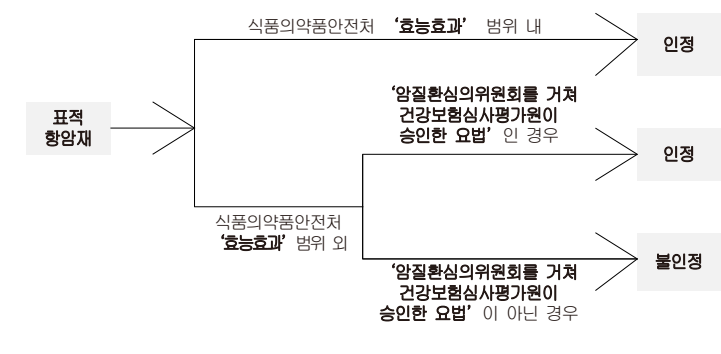 식품의약품안전처 ‘효능효과’ 범위 내
인정
‘암질환심의위원회를 거쳐
건강보험심사평가원이
승인한 요법’ 인 경우
표적
항암재
인정
식품의약품안전처
‘효능효과’ 범위 외
불인정
‘암질환심의위원회를 거쳐
건강보험심사평가원이
승인한 요법’ 이 아닌 경우